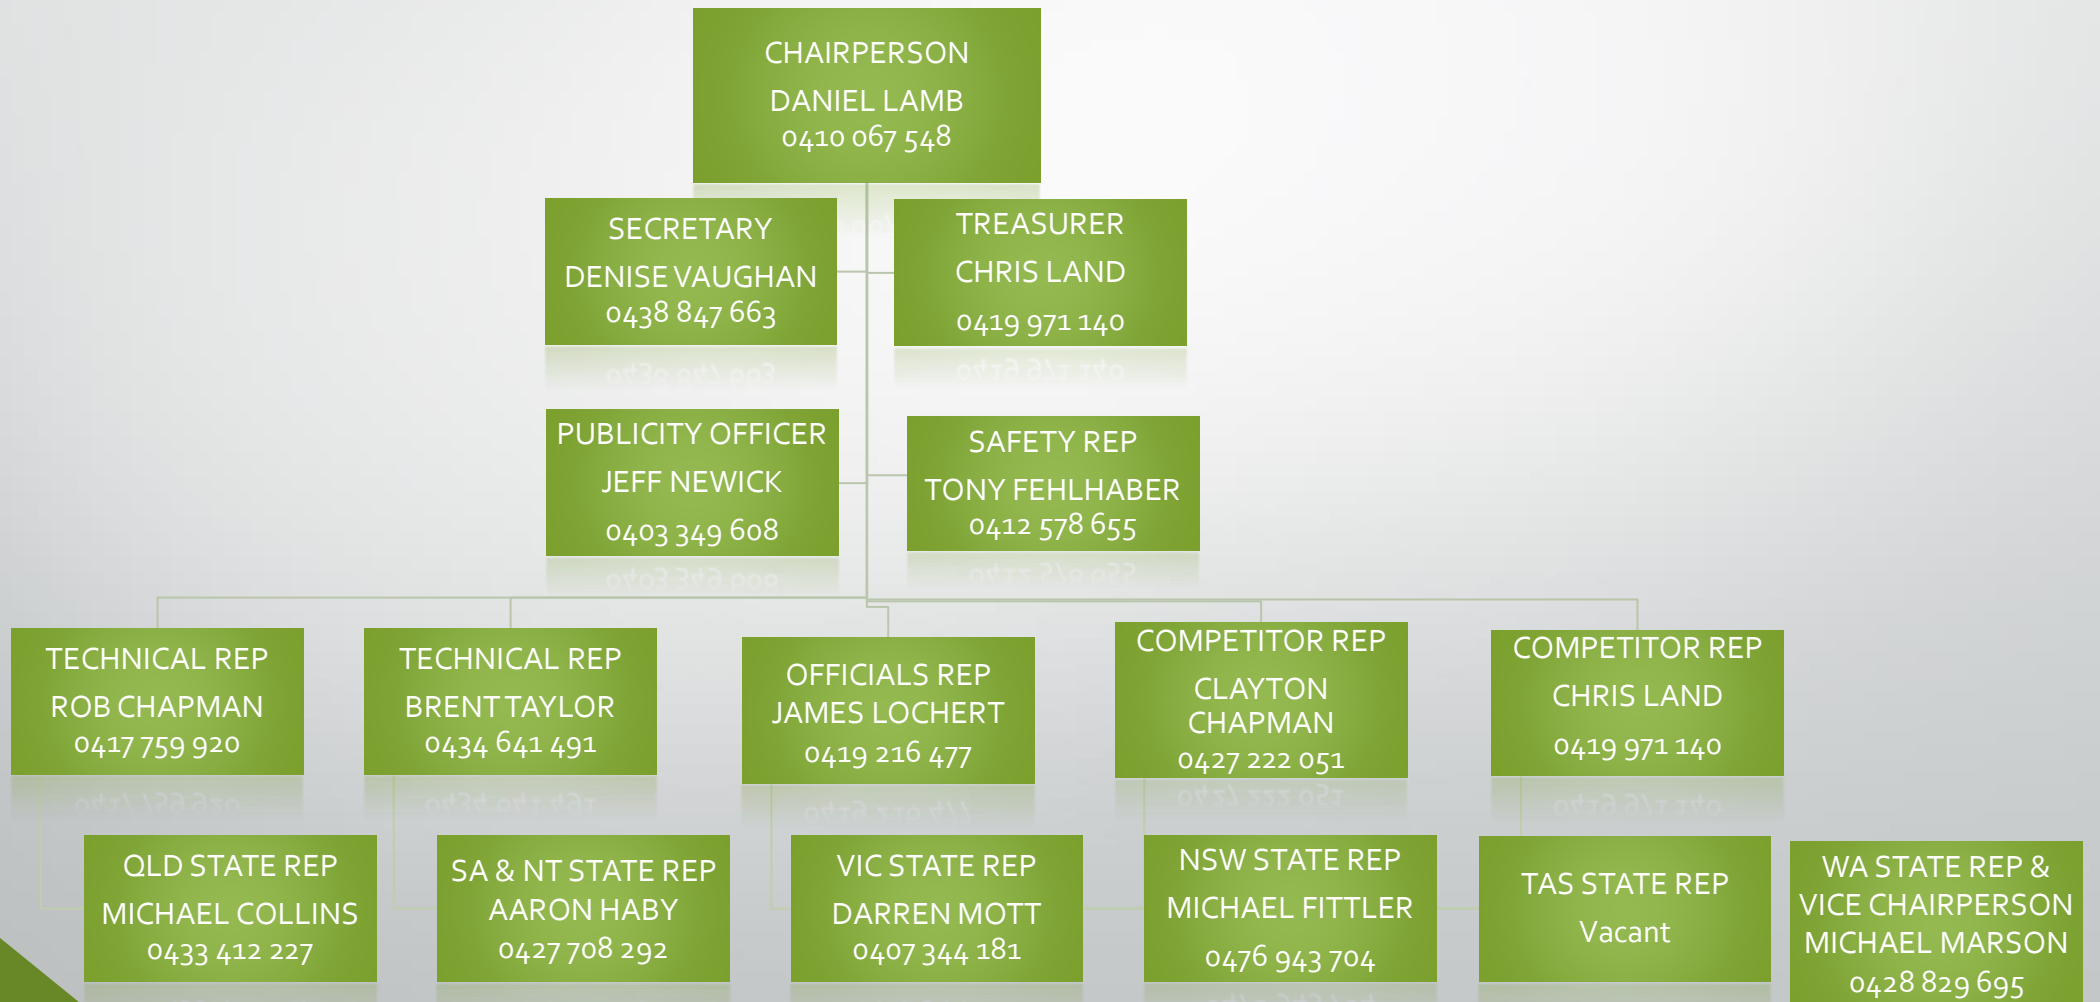 CHAIRPERSON
DANIEL LAMB
0410 067 548
SECRETARY
DENISE VAUGHAN
0438 847 663
TREASURER
CHRIS LAND
0419 971 140
PUBLICITY OFFICER
JEFF NEWICK
0403 349 608
SAFETY REP
TONY FEHLHABER
0412 578 655
TECHNICAL REP
ROB CHAPMAN
0417 759 920
TECHNICAL REP
BRENT TAYLOR
0434 641 491
OFFICIALS REP
JAMES LOCHERT
0419 216 477
COMPETITOR REP
CLAYTON
CHAPMAN
0427 222 051
COMPETITOR REP
CHRIS LAND
0419 971 140
QLD STATE REP
MICHAEL COLLINS
0433 412 227
SA & NT STATE REP
AARON HABY
0427 708 292
VIC STATE REP
DARREN MOTT
0407 344 181
NSW STATE REP
MICHAEL FITTLER
0476 943 704
TAS STATE REP
Vacant
WA STATE REP &
VICE CHAIRPERSON
MICHAEL MARSON
0428 829 695